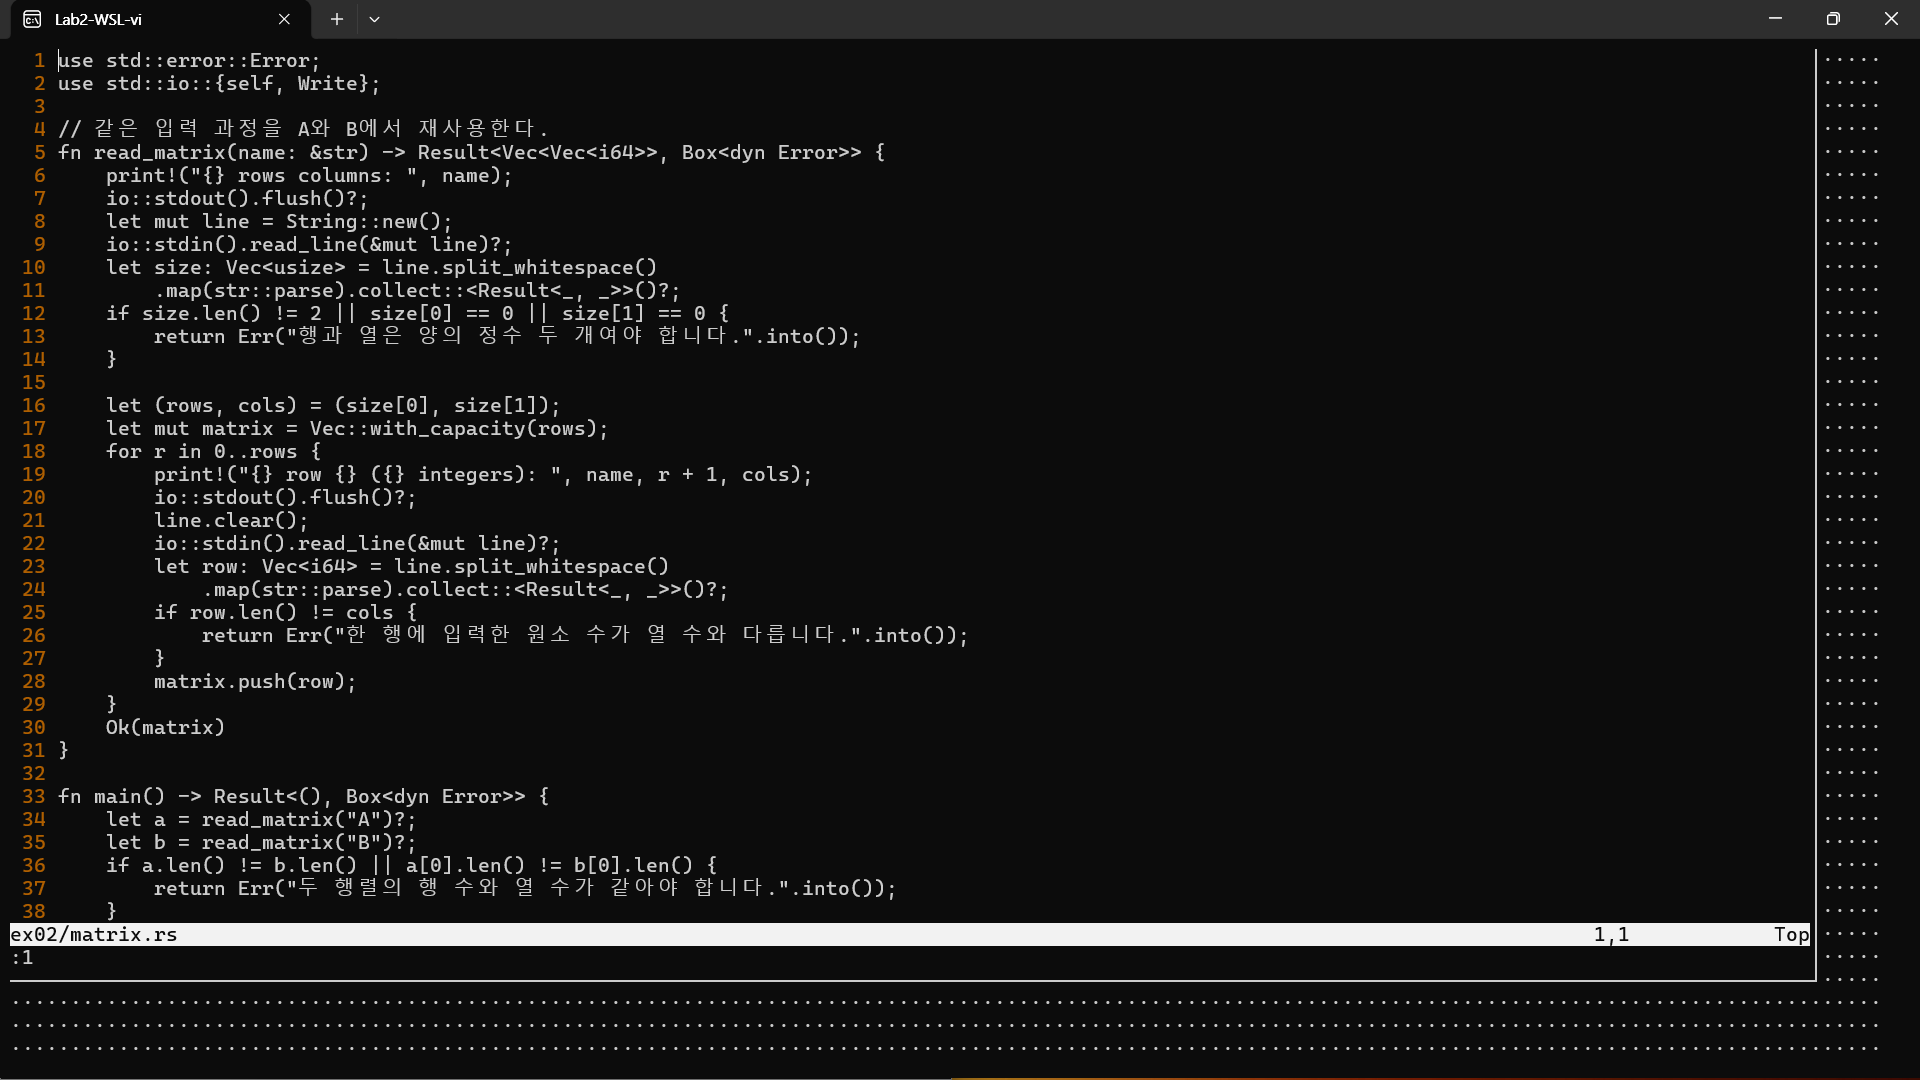 Lab2-WSL-vi
1 use std::error::Error;
2 use std::io::{self, Write};
3
4 // 같은 입력 과정을 A와 B에서 재사용한다.
5 fn read_matrix(name: &str) -> Result<Vec<Vec<i64>>, Box<dyn Error>> {
6     print!("{} rows columns: ", name);
7     io::stdout().flush()?;
8     let mut line = String::new();
9     io::stdin().read_line(&mut line)?;
10     let size: Vec<usize> = line.split_whitespace()
11         .map(str::parse).collect::<Result<_, _>>()?;
12     if size.len() != 2 || size[0] == 0 || size[1] == 0 {
13         return Err("행과 열은 양의 정수 두 개여야 합니다.".into());
14     }
15
16     let (rows, cols) = (size[0], size[1]);
17     let mut matrix = Vec::with_capacity(rows);
18     for r in 0..rows {
19         print!("{} row {} ({} integers): ", name, r + 1, cols);
20         io::stdout().flush()?;
21         line.clear();
22         io::stdin().read_line(&mut line)?;
23         let row: Vec<i64> = line.split_whitespace()
24             .map(str::parse).collect::<Result<_, _>>()?;
25         if row.len() != cols {
26             return Err("한 행에 입력한 원소 수가 열 수와 다릅니다.".into());
27         }
28         matrix.push(row);
29     }
30     Ok(matrix)
31 }
32
33 fn main() -> Result<(), Box<dyn Error>> {
34     let a = read_matrix("A")?;
35     let b = read_matrix("B")?;
36     if a.len() != b.len() || a[0].len() != b[0].len() {
37         return Err("두 행렬의 행 수와 열 수가 같아야 합니다.".into());
38     }
ex02/matrix.rs 1,1 Top
:1